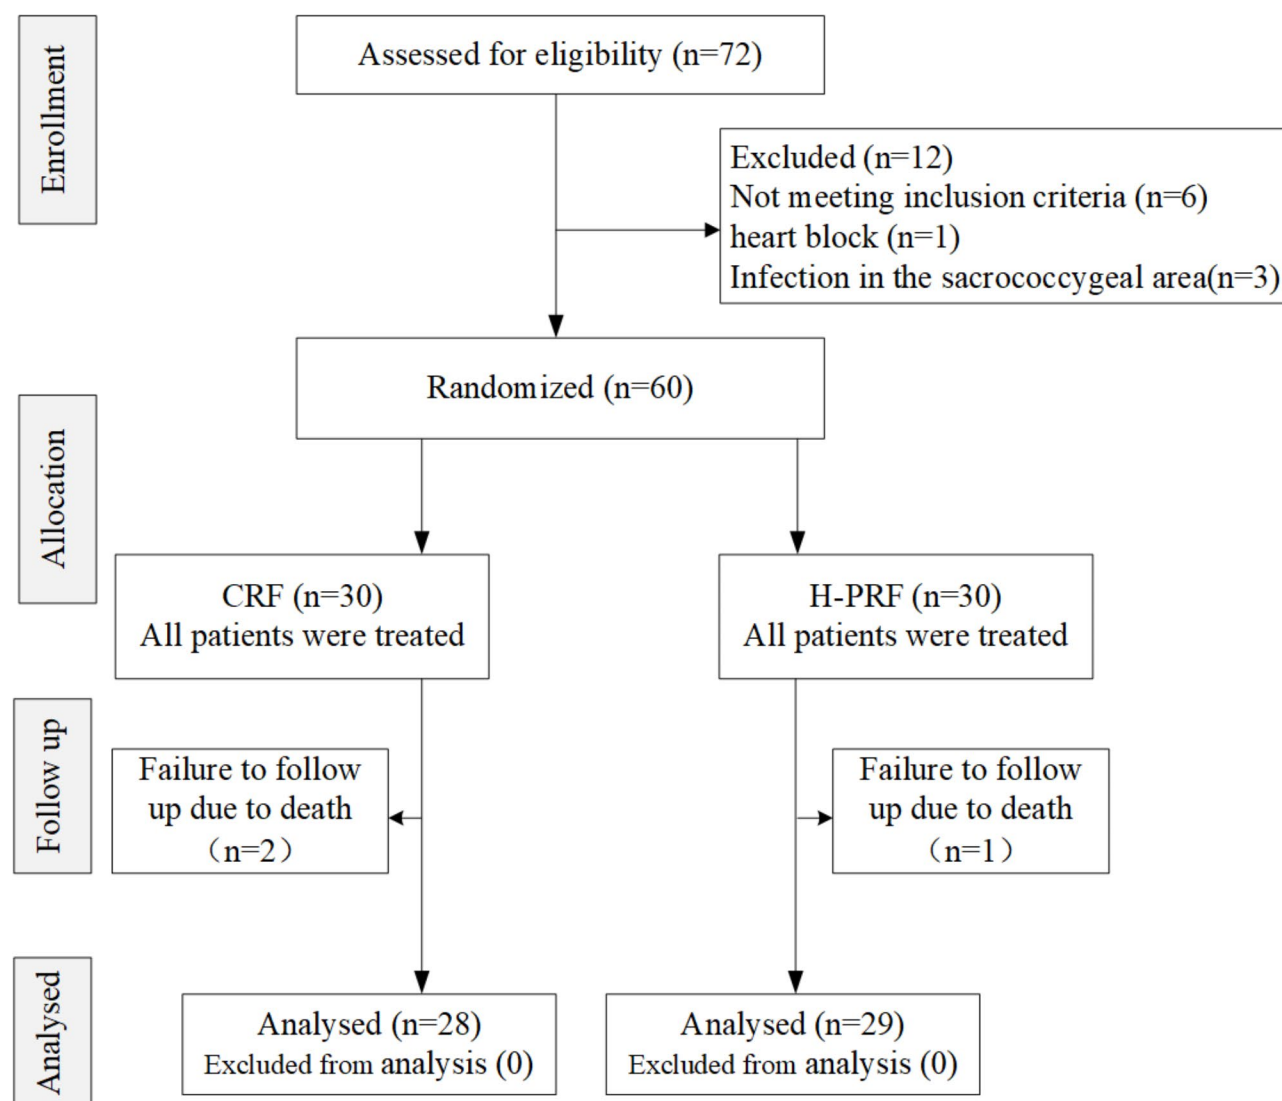 Enrollment
Assessed for eligibility (n=72)
Excluded (n=12)
Not meeting inclusion criteria (n=6)
heart block (n=1)
Infection in the sacrococcygeal area(n=3)
Allocation
Randomized (n=60)
CRF (n=30)
All patients were treated
H-PRF (n=30)
All patients were treated
Follow up
Failure to follow
up due to death
（n=2）
Failure to follow
up due to death
（n=1）
Analysed
Analysed (n=28)
Excluded from analysis (0)
Analysed (n=29)
Excluded from analysis (0)